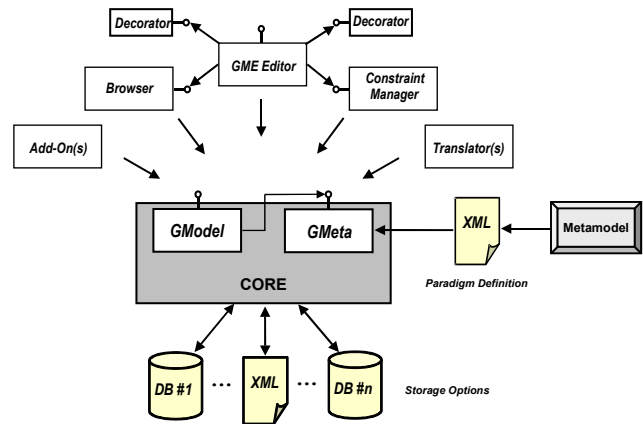 Decorator
Decorator
GME Editor
Browser
Constraint
Manager
Add-On(s)
Translator(s)
GModel
GMeta
XML
Metamodel
CORE
Paradigm Definition
DB #1
...
XML
...
DB #n
Storage Options